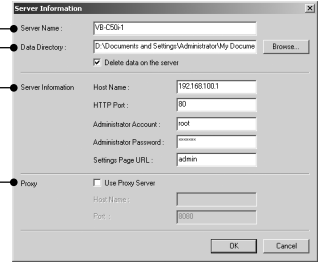 Server Information
Server Name : VB-C50i-1
Data Directory : D:\Documents and Settings\Administrator\My Docume Browse...
Delete data on the server
Server Information Host Name : 192.168.100.1
HTTP Port : 80
Administrator Account : root
Administrator Password : ********
Settings Page URL : admin
Proxy Use Proxy Server
Host Name :
Port : 8080
OK Cancel